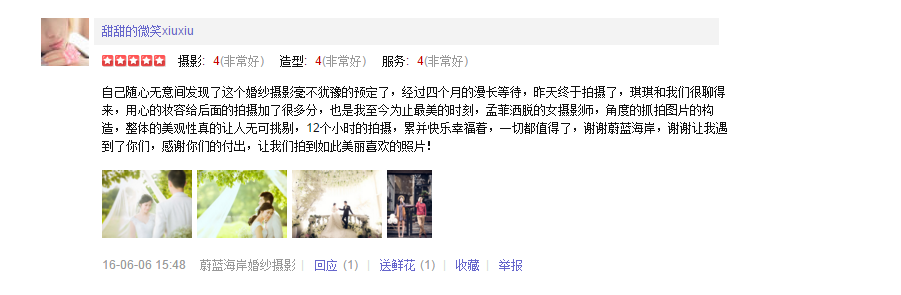 甜甜的微笑xiuxiu
摄影: 4(非常好) 造型: 4(非常好) 服务: 4(非常好)
自己随心无意间发现了这个婚纱摄影毫不犹豫的预定了，经过四个月的漫长等待，昨天终于拍摄了，琪琪和我们很聊得
来，用心的妆容给后面的拍摄加了很多分，也是我至今为止最美的时刻，孟菲洒脱的女摄影师，角度的抓拍图片的构
造，整体的美观性真的让人无可挑剔，12个小时的拍摄，累并快乐幸福着，一切都值得了，谢谢蔚蓝海岸，谢谢让我遇
到了你们，感谢你们的付出，让我们拍到如此美丽喜欢的照片！
16-06-06 15:48 蔚蓝海岸婚纱摄影 | 回应 (1) | 送鲜花 (1) | 收藏 | 举报